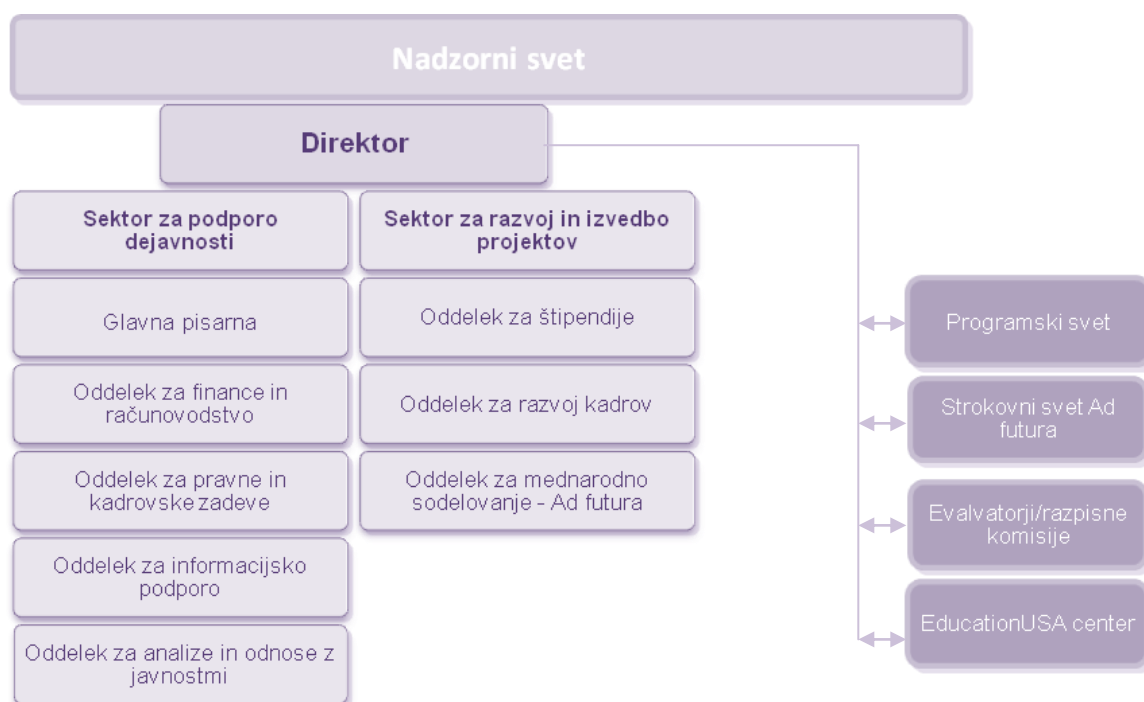 Nadzorni svet
Direktor
Sektor za podporo
dejavnosti
Glavna pisarna
Oddelek za finance in
računovodstvo
Oddelek za pravne in
kadrovske zadeve
Oddelek za informacijsko
podporo
Oddelek za analize in odnose z
javnostmi
Sektor za razvoj in izvedbo
projektov
Oddelek za štipendije
Oddelek za razvoj kadrov
Oddelek za mednarodno
sodelovanje - Ad futura
Programski svet
Strokovni svet Ad
futura
Evalvatorji/razpisne
komisije
EducationUSA center